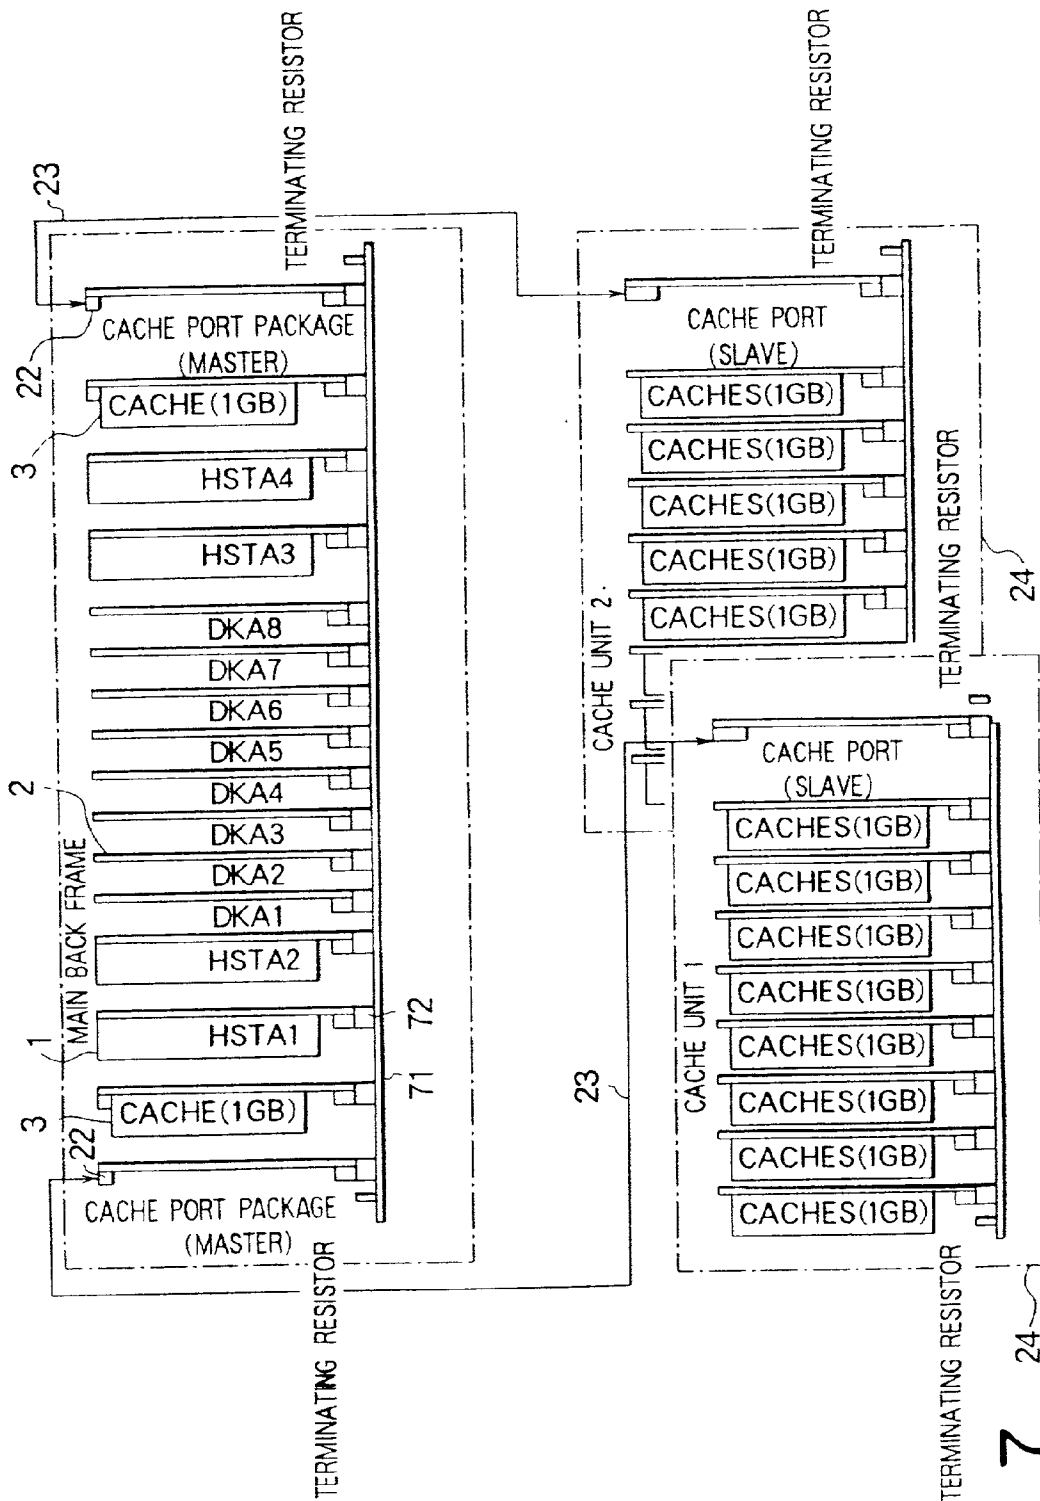 TERMINATING RESISTOR
23
22
CACHE PORT PACKAGE
(MASTER)
3
CACHE(1GB)
HSTA4
HSTA3
DKA8
DKA7
DKA6
DKA5
DKA4
2
DKA3
DKA2
DKA1
MAIN BACK FRAME
HSTA2
1
HSTA1
72
71
3
CACHE(1GB)
22
CACHE PORT PACKAGE
(MASTER)
TERMINATING RESISTOR
23
TERMINATING RESISTOR
CACHE PORT
(SLAVE)
CACHES(1GB)
CACHES(1GB)
CACHES(1GB)
CACHES(1GB)
CACHES(1GB)
CACHE UNIT 2
24
TERMINATING RESISTOR
CACHE PORT
(SLAVE)
CACHES(1GB)
CACHES(1GB)
CACHES(1GB)
CACHES(1GB)
CACHES(1GB)
CACHES(1GB)
CACHES(1GB)
CACHES(1GB)
CACHE UNIT 1
TERMINATING RESISTOR
24
7